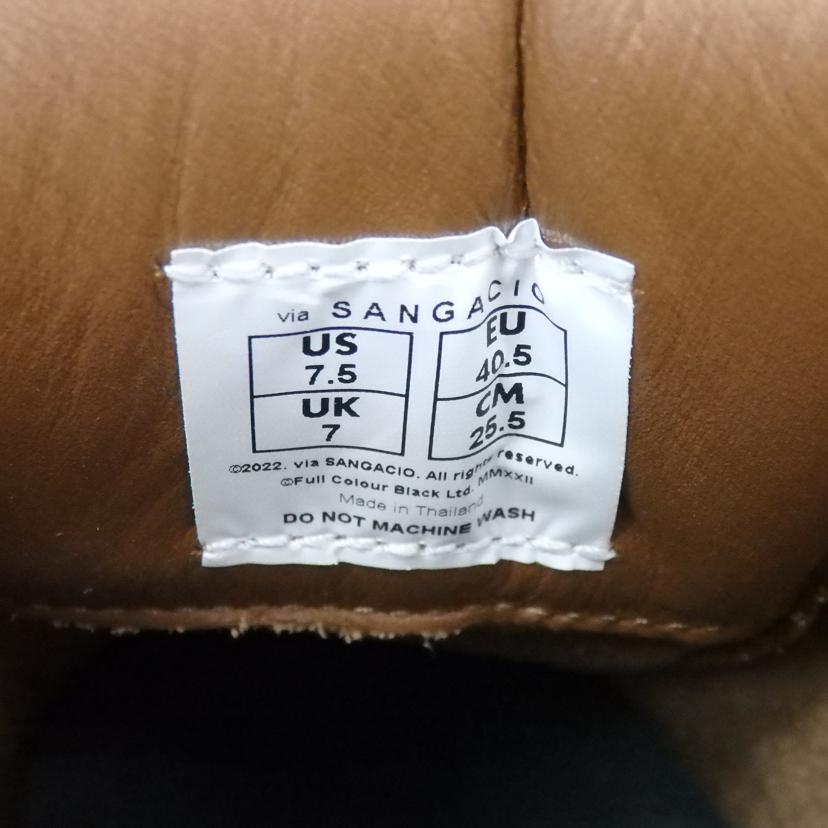 via SANGACIO
US
7.5
UK
7
EU
40.5
CM
25.5
©2022. via SANGACIO. All rights reserved.
©Full Colour Black Ltd. MMXXII
Made in Thailand
DO NOT MACHINE WASH